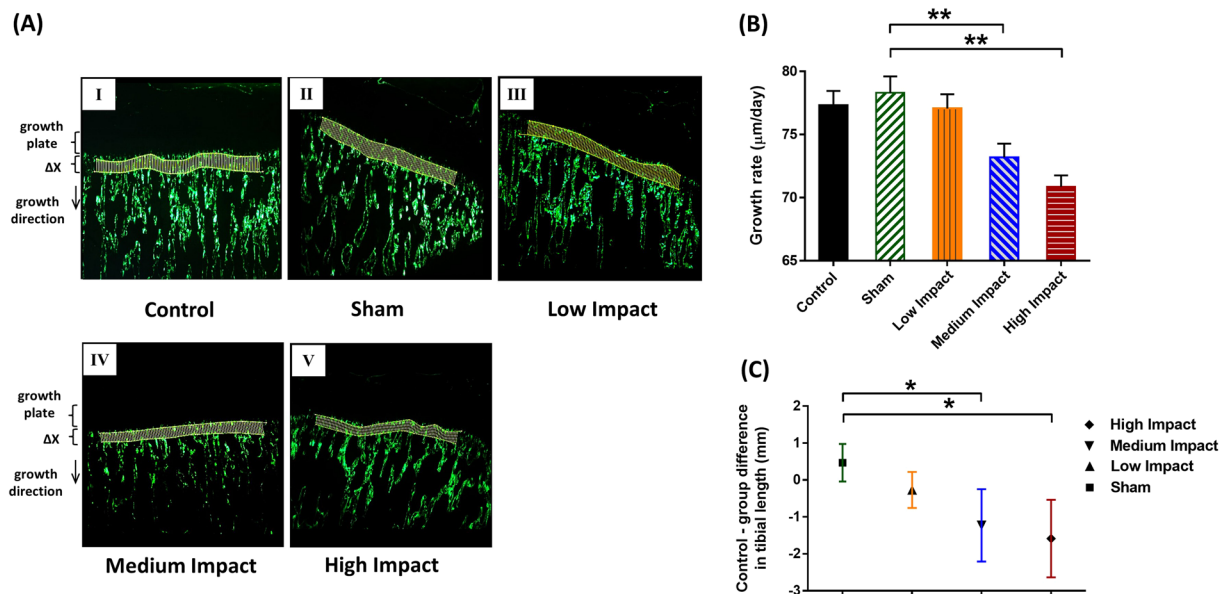 (A)
I
II
III
growth
plate
ΔX
growth
direction
Control
Sham
Low Impact
IV
V
growth
plate
ΔX
growth
direction
Medium Impact
High Impact
(B)
**
**
Growth rate (μm/day)
80
75
70
65
Control
Sham
Low Impact
Medium Impact
High Impact
(C)
*
*
Control - group difference
in tibial length (mm)
2
1
0
-1
-2
-3
High Impact
Medium Impact
Low Impact
Sham